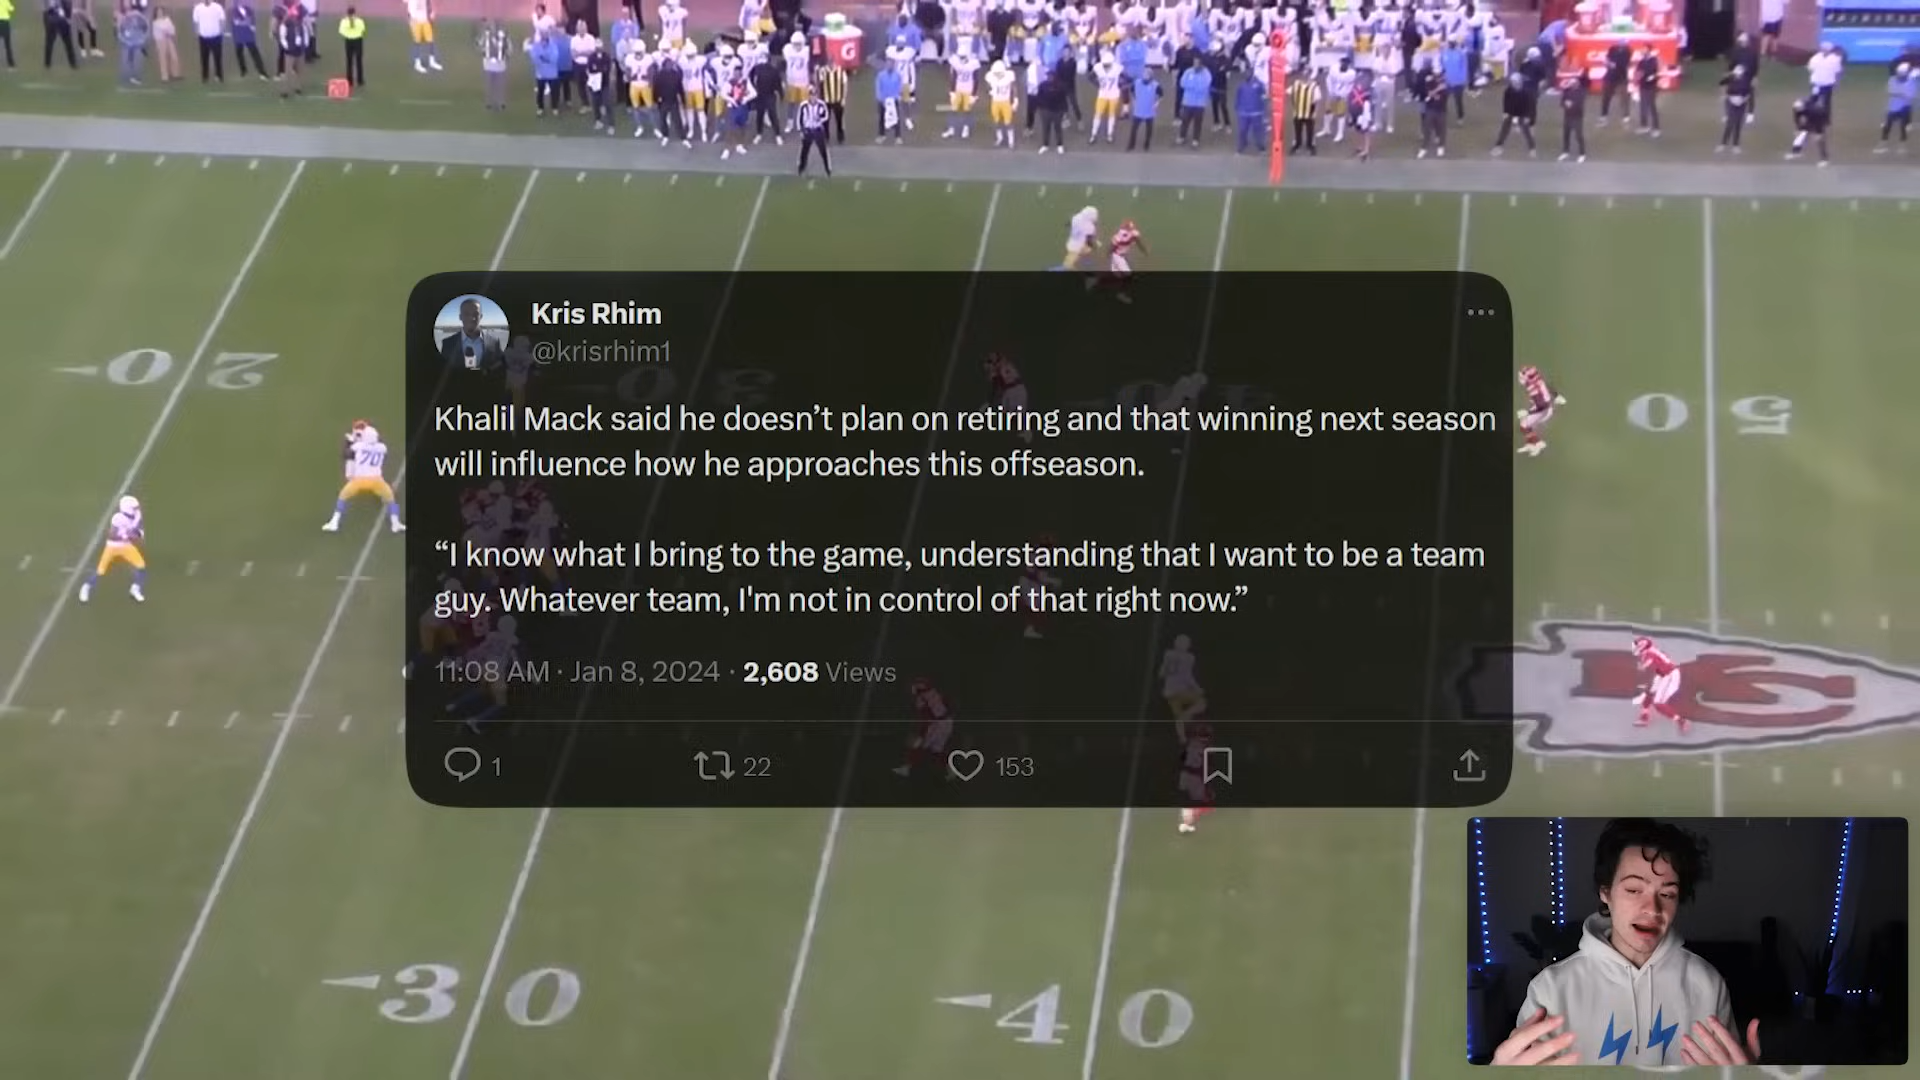 Kris Rhim
@krisrhim1
Khalil Mack said he doesn’t plan on retiring and that winning next season
will influence how he approaches this offseason.
“I know what I bring to the game, understanding that I want to be a team
guy. Whatever team, I'm not in control of that right now.”
11:08 AM · Jan 8, 2024 · 2,608 Views
1 22 153
20
70
50
KC
30
40